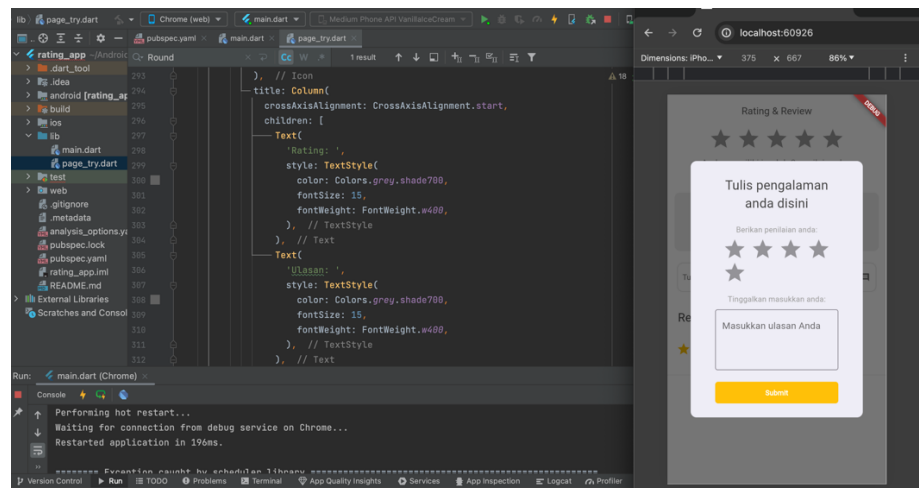 lib
page_try.dart
Chrome (web)
main.dart
Medium Phone API VanillaIceCream
pubspec.yaml
main.dart
page_try.dart
rating_app
Round
Cc
W
1 result
18
.dart_tool
.idea
android [rating_ap
build
ios
lib
main.dart
page_try.dart
test
web
.gitignore
.metadata
analysis_options.ya
pubspec.lock
pubspec.yaml
rating_app.iml
README.md
External Libraries
Scratches and Consol
293 ), // Icon
294 title: Column(
295 crossAxisAlignment: CrossAxisAlignment.start,
296 children: [
297 Text(
298 'Rating: ',
299 style: TextStyle(
300 color: Colors.grey.shade700,
301 fontSize: 15,
302 fontWeight: FontWeight.w400,
303 ), // TextStyle
304 ), // Text
305 Text(
306 'Ulasan: ',
307 style: TextStyle(
308 color: Colors.grey.shade700,
309 fontSize: 15,
310 fontWeight: FontWeight.w400,
311 ), // TextStyle
312 ), // Text
Run:
main.dart (Chrome)
Console
Performing hot restart...
Waiting for connection from debug service on Chrome...
Restarted application in 196ms.
Exception caught by scheduler library
Version Control
Run
TODO
Problems
Terminal
App Quality Insights
Services
App Inspection
Logcat
Profiler
localhost:60926
Dimensions: iPho...
375
x
667
86%
DEBUG
Rating & Review
Tulis pengalaman
anda disini
Berikan penilaian anda:
Tu
Tinggalkan masukkan anda:
Re
Masukkan ulasan Anda
Submit